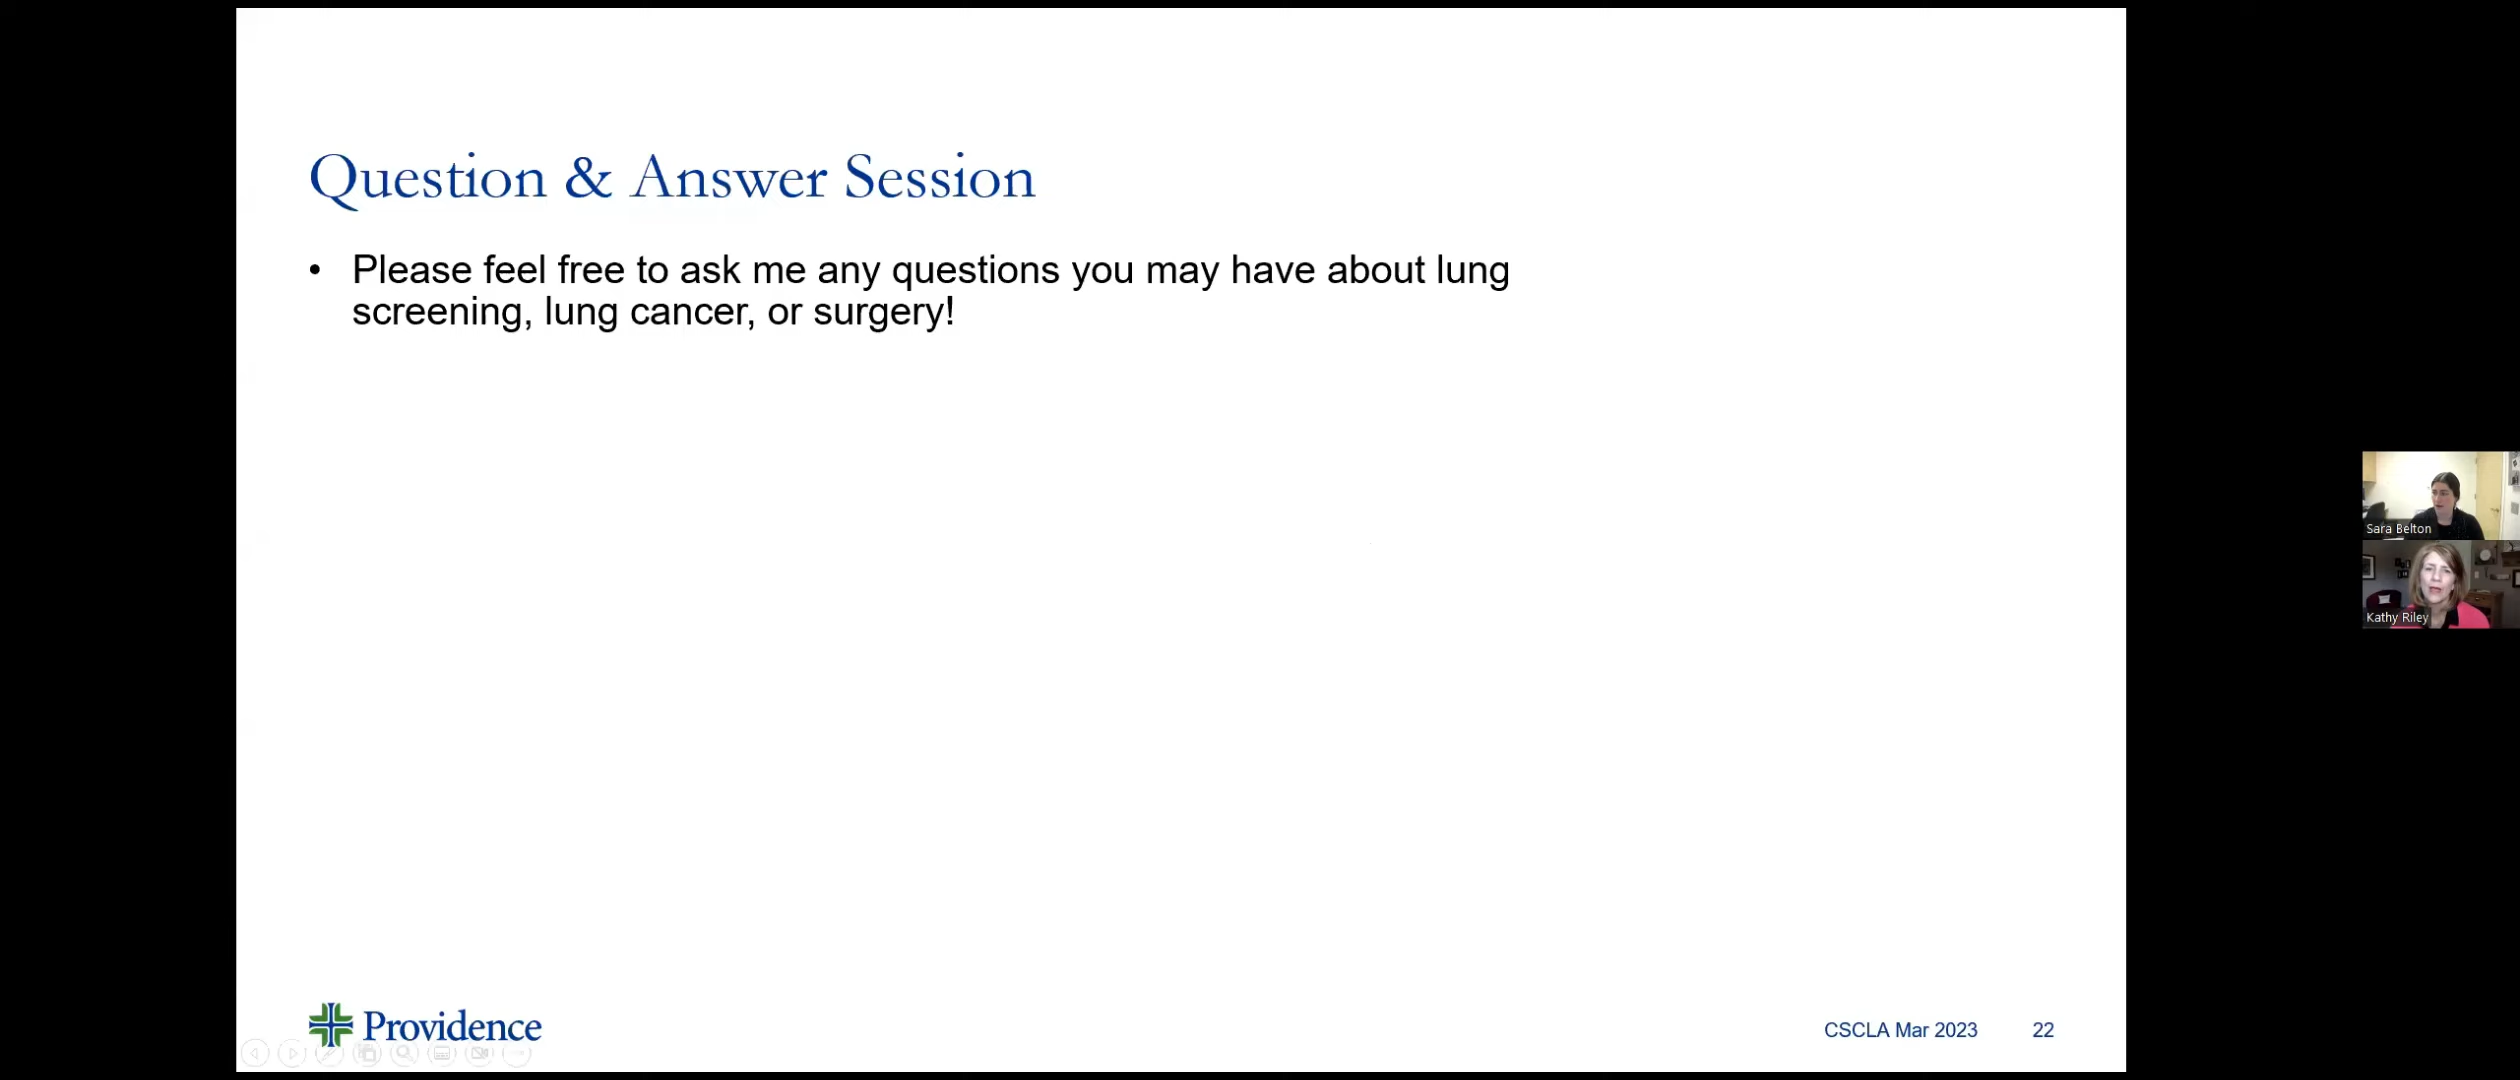 Question & Answer Session
• Please feel free to ask me any questions you may have about lung
screening, lung cancer, or surgery!
Sara Belton
Kathy Riley
Providence
CSCLA Mar 2023 22